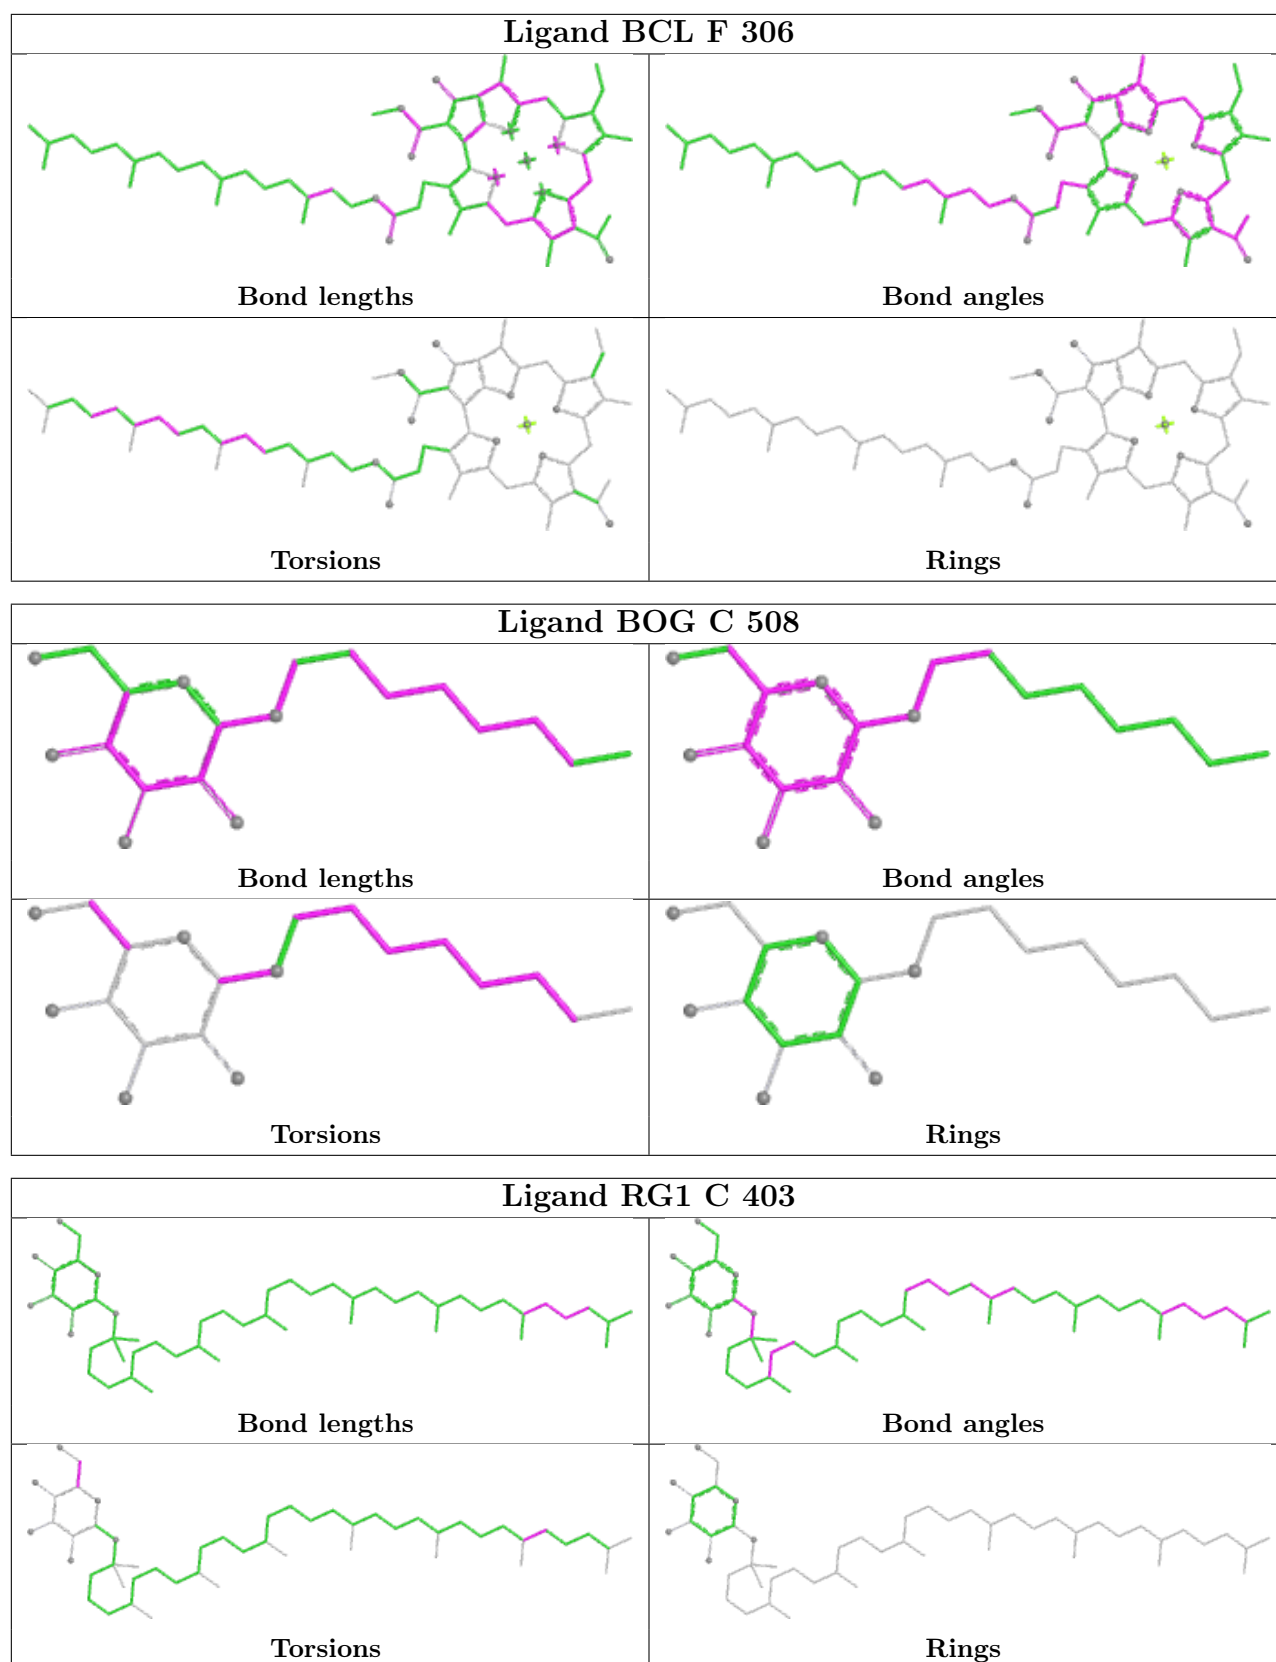 Ligand BCL F 306
Bond lengths
Bond angles
Torsions
Rings
Ligand BOG C 508
Bond lengths
Bond angles
Torsions
Rings
Ligand RG1 C 403
Bond lengths
Bond angles
Torsions
Rings